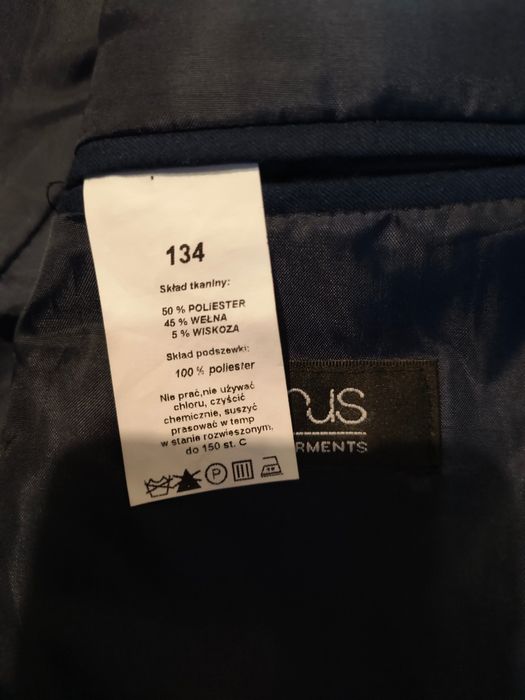 134
Skład tkaniny:
50 % POLIESTER
45 % WEŁNA
5 % WISKOZA
Skład podszewki:
100 % poliester
Nie prać,nie używać
chloru, czyścić
chemicznie, suszyć
prasować w temp
w stanie rozwieszonym,
do 150 st. C
P
rus
RMENTS